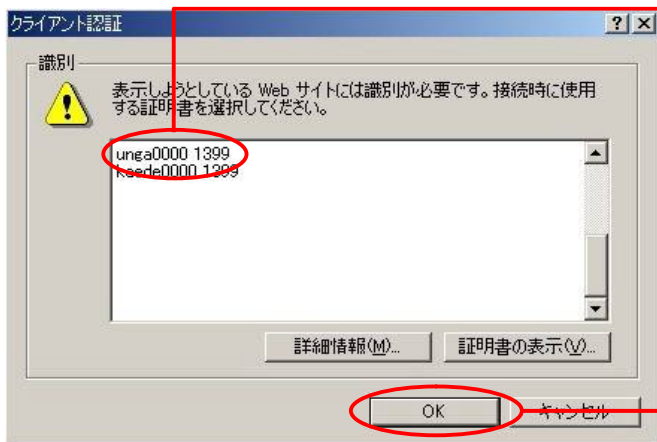 クライアント認証
識別
表示しようとしている Web サイトには識別が必要です。接続時に使用
する証明書を選択してください。
unga0000 1399
kaede0000 1399
詳細情報(M)...
証明書の表示(V)...
OK
キャンセル